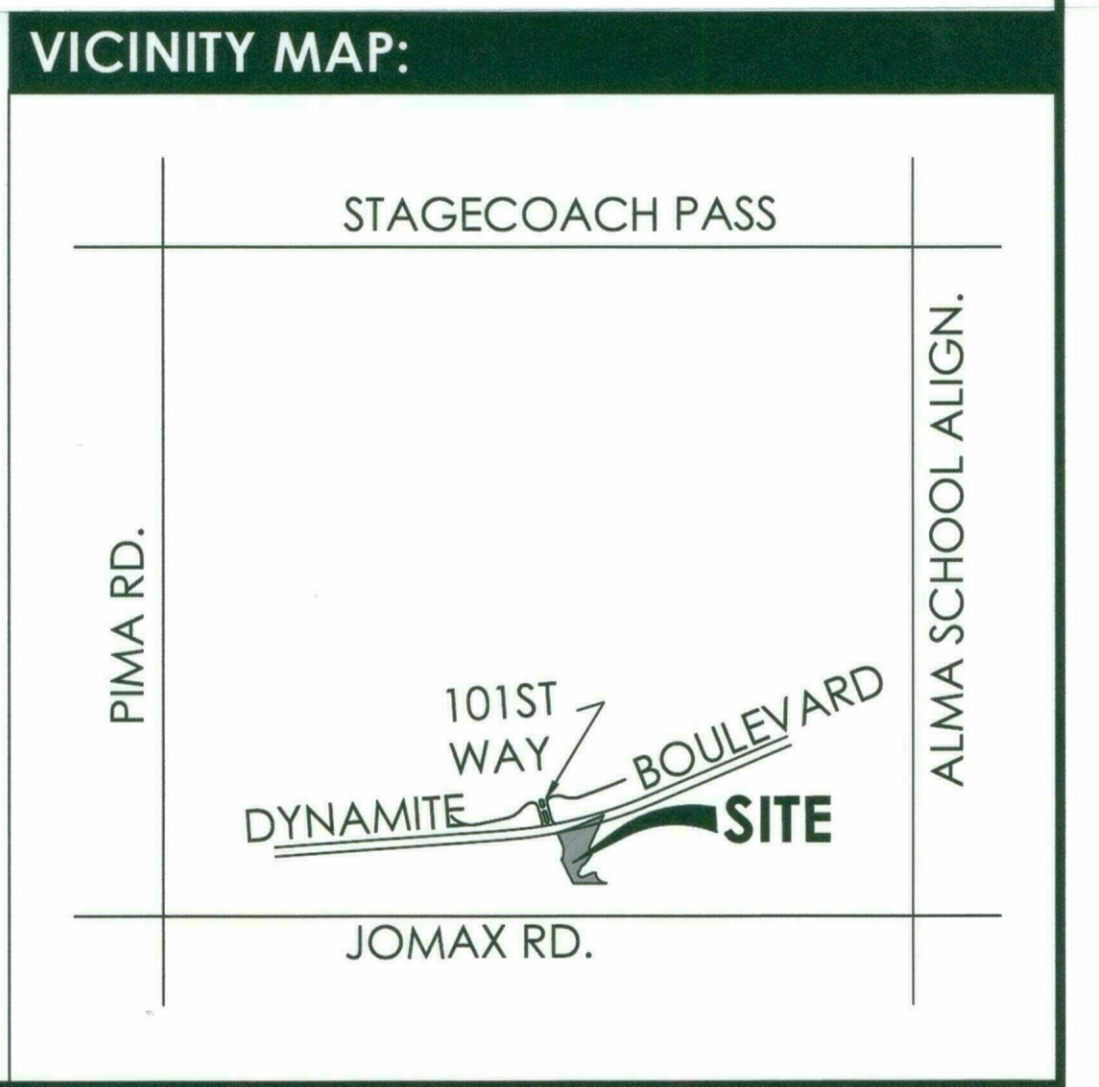 VICINITY MAP:
STAGECOACH PASS
ALMA SCHOOL ALIGN.
PIMA RD.
101ST
WAY
DYNAMITE BOULEVARD
SITE
JOMAX RD.